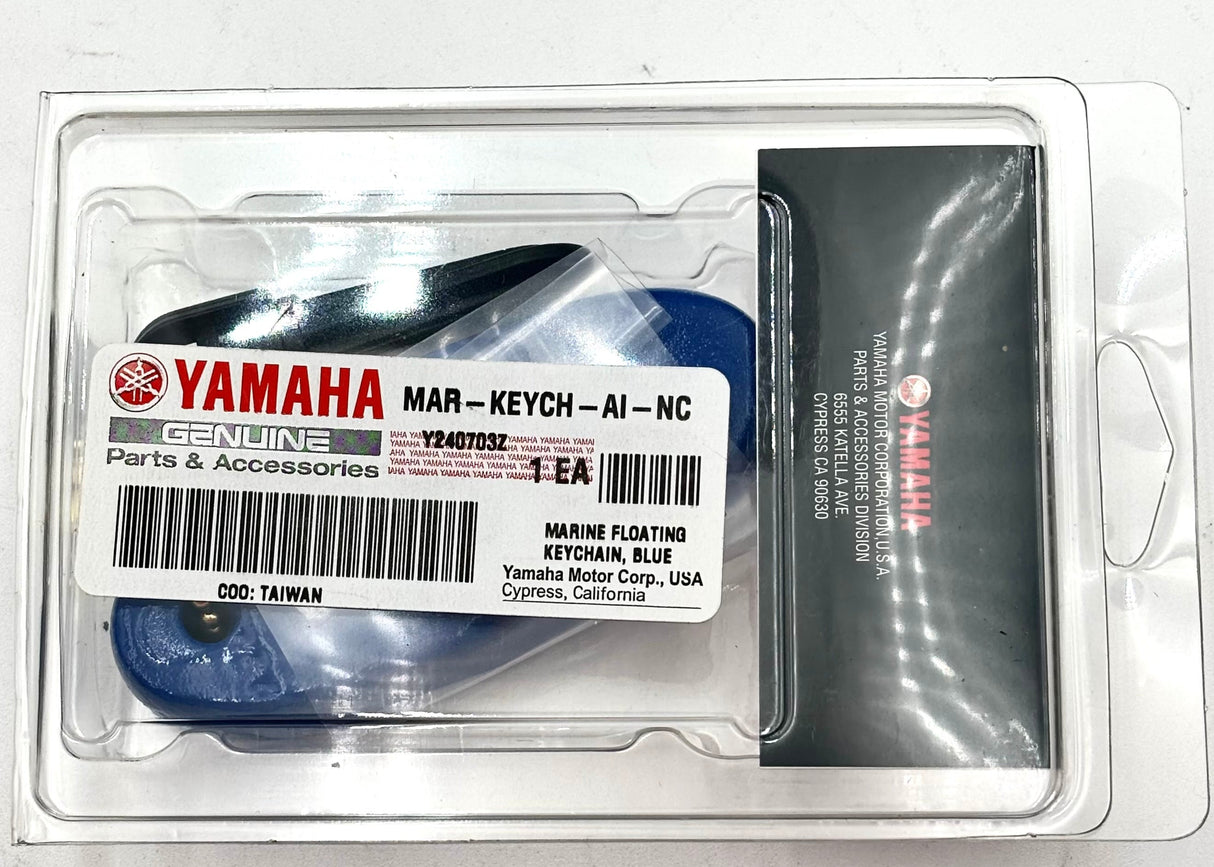 YAMAHA
GENUINE
Parts & Accessories
MAR-KEYCH-AI-NC
Y240703Z
1 EA
COO: TAIWAN
MARINE FLOATING
KEYCHAIN, BLUE
Yamaha Motor Corp., USA
Cypress, California
YAMAHA
YAMAHA MOTOR CORPORATION, U.S.A.
PARTS & ACCESSORIES DIVISION
6555 KATELLA AVE.
CYPRESS CA 90630